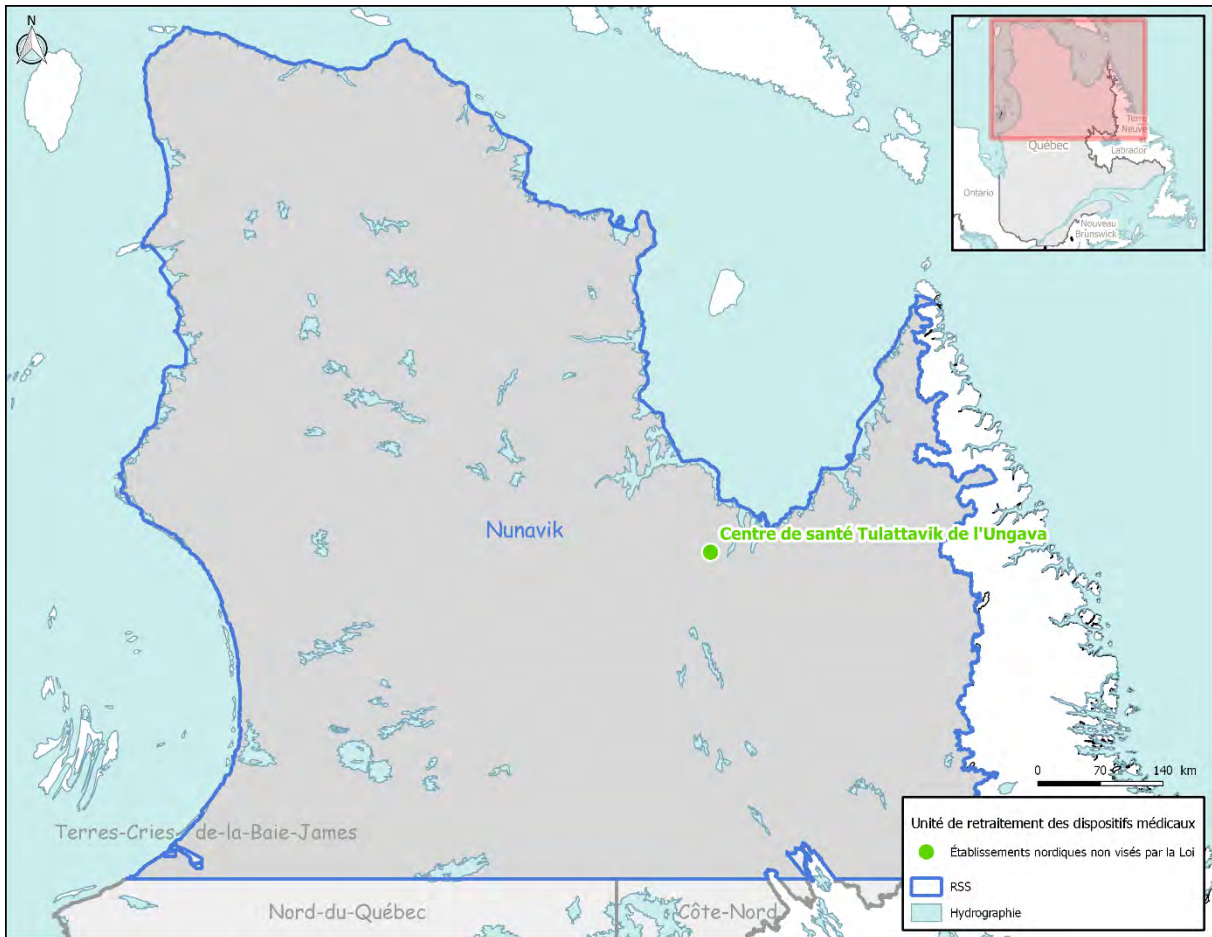 N
Québec
Terre
Neuve
et
Labrador
Ontario
Nouveau
Brunswick
Nunavik
Centre de santé Tulattavik de l'Ungava
0 70 140 km
Terres-Cries- de-la-Baie-James
Nord-du-Québec
Côte-Nord
Unité de retraitement des dispositifs médicaux
Établissements nordiques non visés par la Loi
RSS
Hydrographie